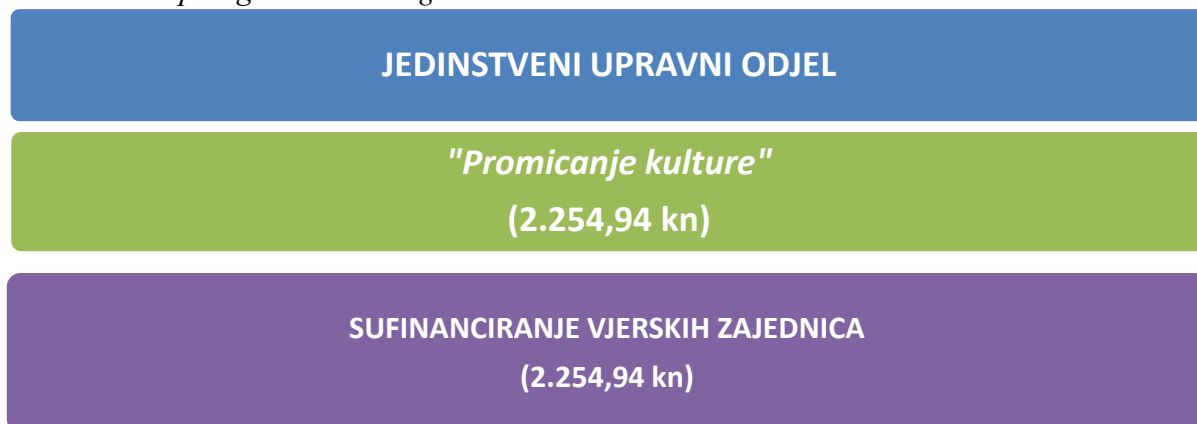 JEDINSTVENI UPRAVNI ODJEL
"Promicanje kulture"
(2.254,94 kn)
SUFINANCIRANJE VJERSKIH ZAJEDNICA
(2.254,94 kn)